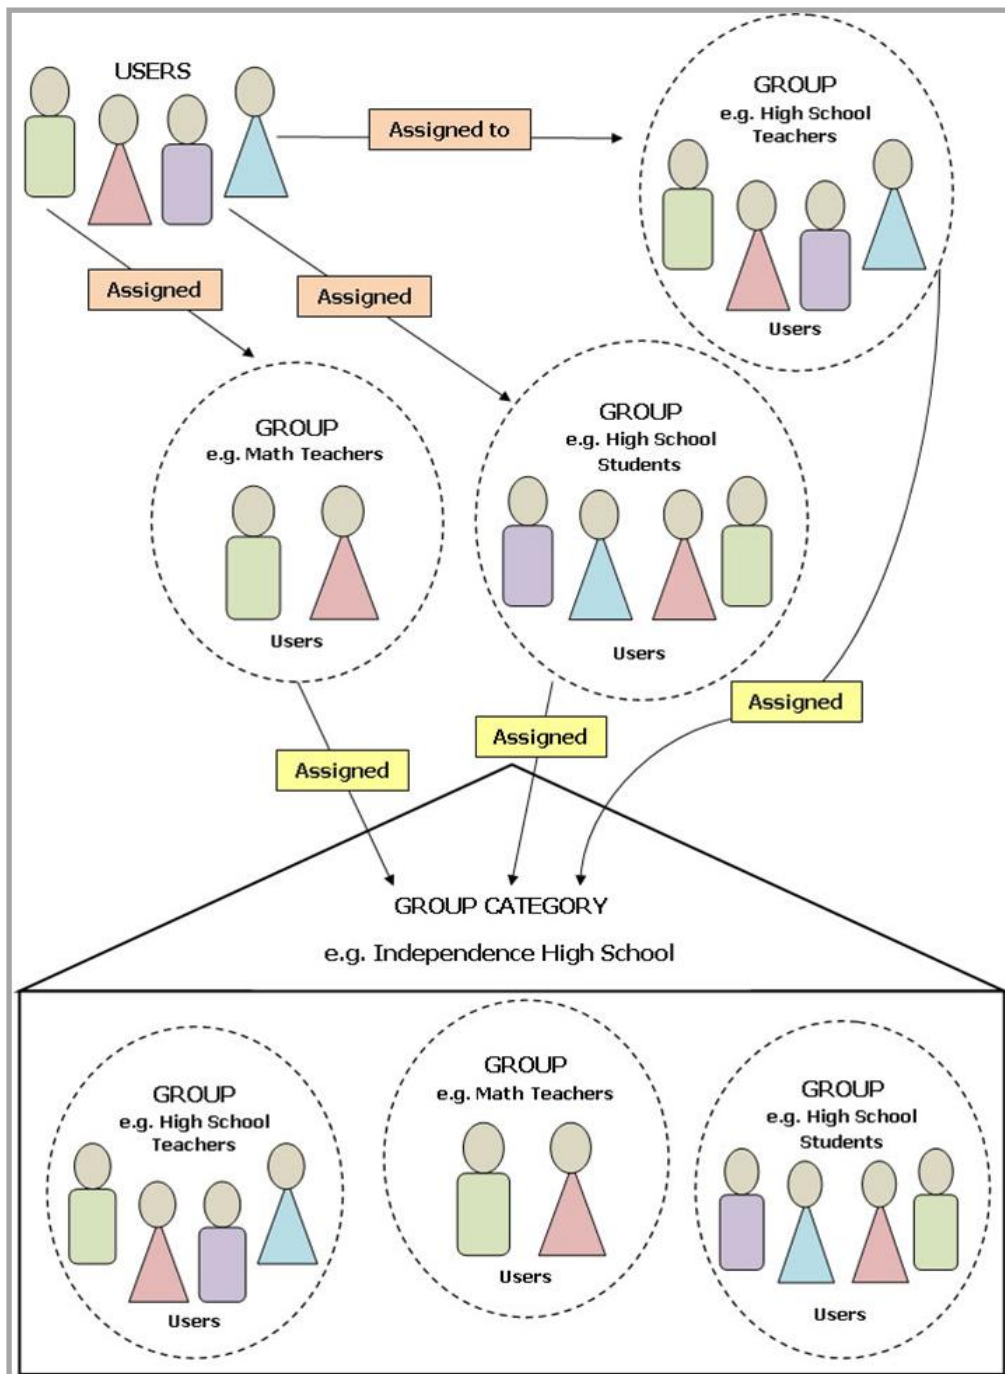 USERS
Assigned to
GROUP
e.g. High School
Teachers
Users
Assigned
Assigned
GROUP
e.g. Math Teachers
Users
GROUP
e.g. High School
Students
Users
Assigned
Assigned
Assigned
GROUP CATEGORY
e.g. Independence High School
GROUP
e.g. High School
Teachers
Users
GROUP
e.g. Math Teachers
Users
GROUP
e.g. High School
Students
Users